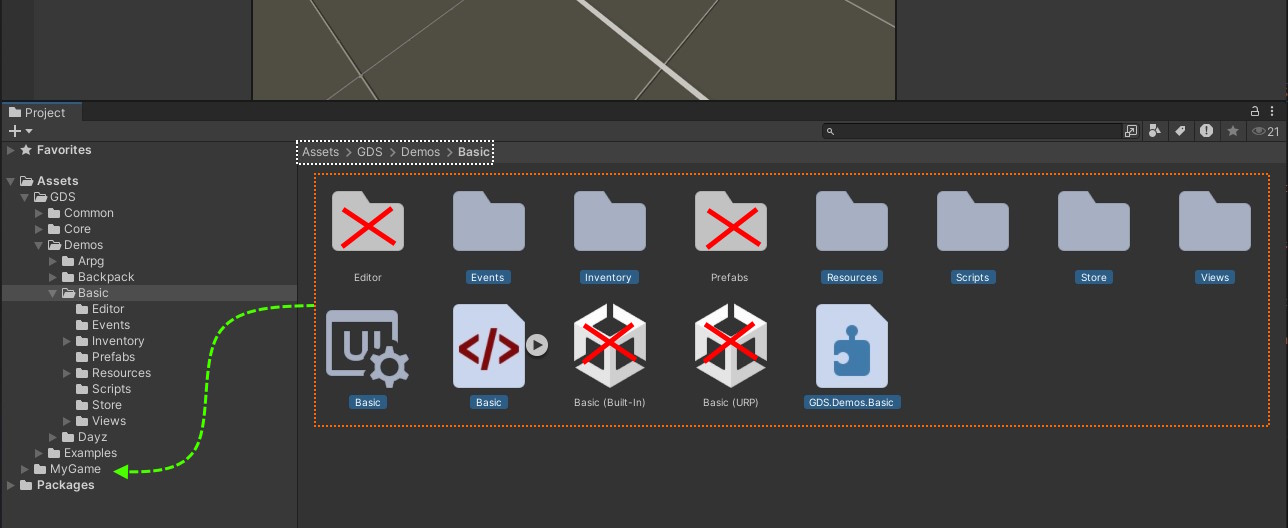 Project
21
Favorites
Assets > GDS > Demos > Basic
Assets
GDS
Common
Core
Demos
Arpg
Backpack
Basic
Editor
Events
Inventory
Prefabs
Resources
Scripts
Store
Views
Dayz
Examples
MyGame
Packages
Editor Events Inventory Prefabs Resources Scripts Store Views
UI </>
Basic Basic Basic (Built-In) Basic (URP) GDS.Demos.Basic